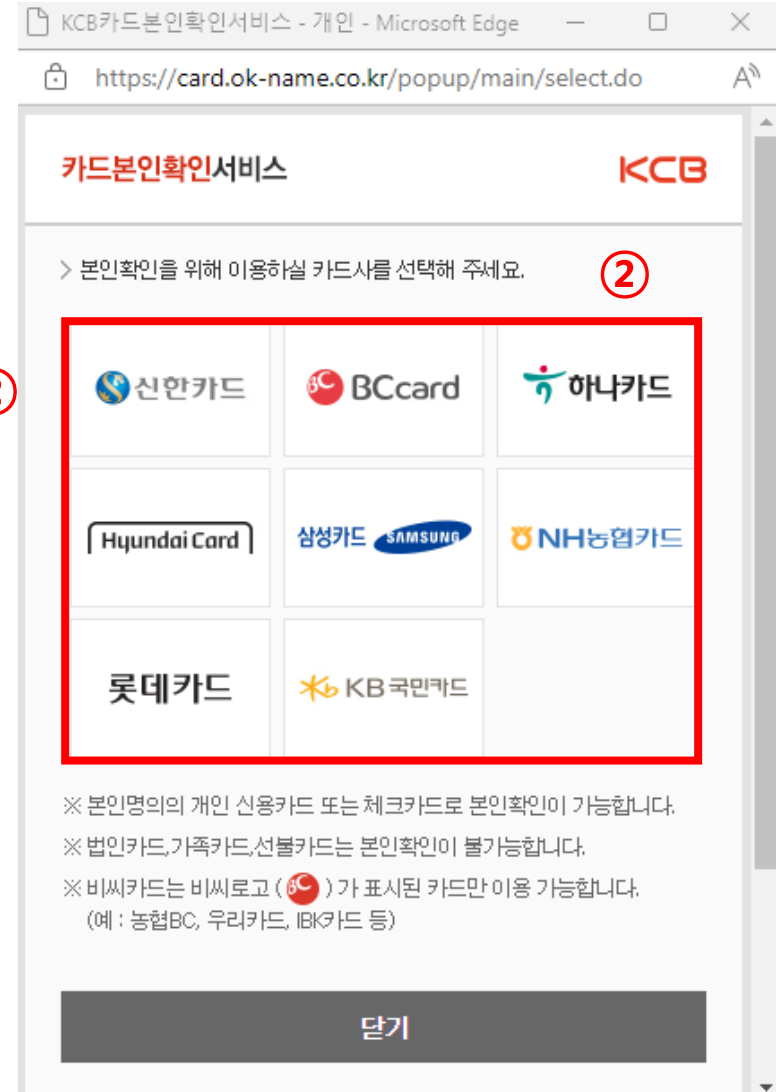 KCB카드본인확인서비스 - 개인 - Microsoft Edge
https://card.ok-name.co.kr/popup/main/select.do
카드본인확인서비스 KCB
> 본인확인을 위해 이용하실 카드사를 선택해 주세요. ②
신한카드 BCcard 하나카드
Hyundai Card 삼성카드 SAMSUNG NH농협카드
롯데카드 KB국민카드
※ 본인명의의 개인 신용카드 또는 체크카드로 본인확인이 가능합니다.
※ 법인카드,가족카드,선불카드는 본인확인이 불가능합니다.
※ 비씨카드는 비씨로고 ( BC ) 가 표시된 카드만 이용 가능합니다.
(예 : 농협BC, 우리카드, IBK카드 등)
닫기